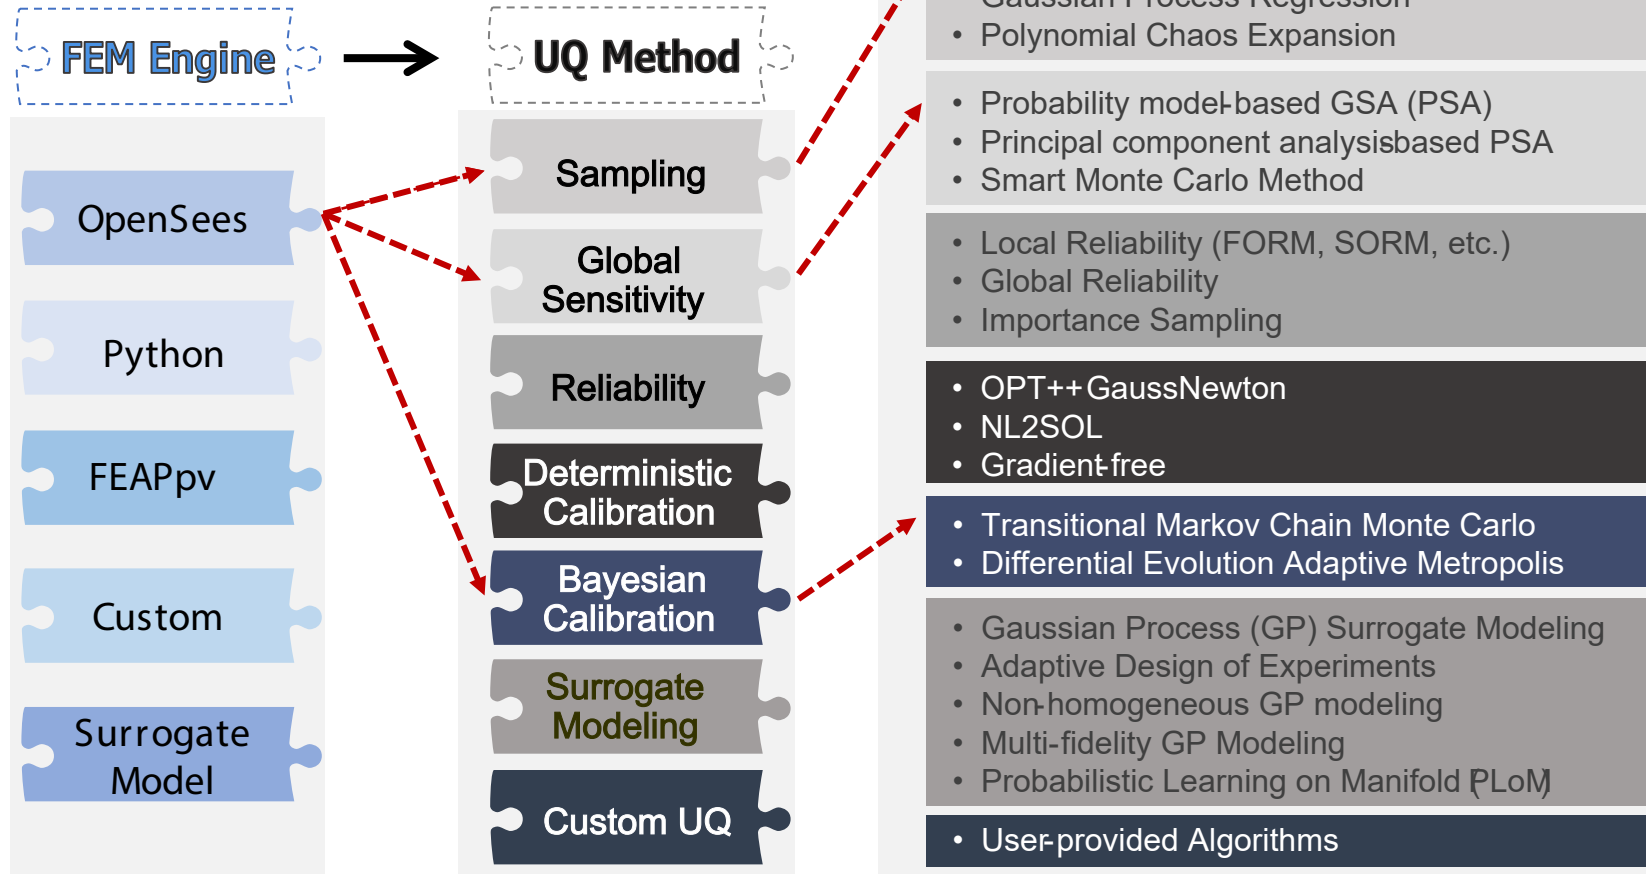 FEM Engine
UQ Method
OpenSees
Python
FEAPpv
Custom
Surrogate
Model
Sampling
Global
Sensitivity
Reliability
Deterministic
Calibration
Bayesian
Calibration
Surrogate
Modeling
Custom UQ
Gaussian Process Regression
• Polynomial Chaos Expansion
• Probability model-based GSA (PSA)
• Principal component analysis-based PSA
• Smart Monte Carlo Method
• Local Reliability (FORM, SORM, etc.)
• Global Reliability
• Importance Sampling
• OPT++GaussNewton
• NL2SOL
• Gradient-free
• Transitional Markov Chain Monte Carlo
• Differential Evolution Adaptive Metropolis
• Gaussian Process (GP) Surrogate Modeling
• Adaptive Design of Experiments
• Non-homogeneous GP modeling
• Multi-fidelity GP Modeling
• Probabilistic Learning on Manifold (PLoM)
• User-provided Algorithms